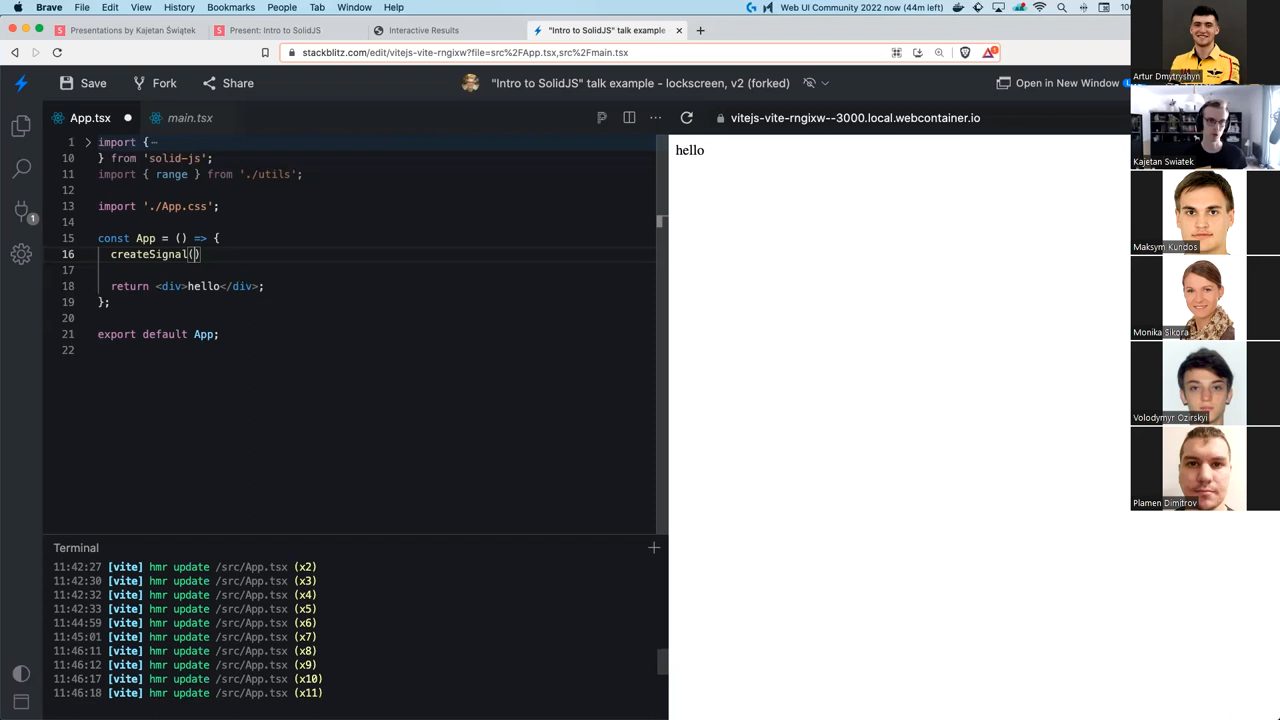 Brave File Edit View History Bookmarks People Tab Window Help Web UI Community 2022 now (44m left)
Presentations by Kajetan Świątek Present: Intro to SolidJS Interactive Results "Intro to SolidJS" talk example
stackblitz.com/edit/vitejs-vite-rngixw?file=src%2FApp.tsx,src%2Fmain.tsx
Save Fork Share SolidJS" talk example - lockscreen, v2 (forked) Open in New Window
App.tsx main.tsx vitejs-vite-rngixw--3000.local.webcontainer.io
1 import {
10 } from 'solid-js';
11 import { range } from './utils';
12
13 import './App.css';
14
15 const App = () => {
16 createSignal()
17
18 return <div>hello</div>;
19 };
20
21 export default App;
22
1
hello
Terminal
11:42:27 [vite] hmr update /src/App.tsx (x2)
11:42:30 [vite] hmr update /src/App.tsx (x3)
11:42:32 [vite] hmr update /src/App.tsx (x4)
11:42:33 [vite] hmr update /src/App.tsx (x5)
11:44:59 [vite] hmr update /src/App.tsx (x6)
11:45:01 [vite] hmr update /src/App.tsx (x7)
11:46:11 [vite] hmr update /src/App.tsx (x8)
11:46:12 [vite] hmr update /src/App.tsx (x9)
11:46:17 [vite] hmr update /src/App.tsx (x10)
11:46:18 [vite] hmr update /src/App.tsx (x11)
Artur Dmytryshyn
Kajetan Swiatek
Maksym Kundos
Monika Sikora
Volodymyr Ozirskyi
Plamen Dimitrov